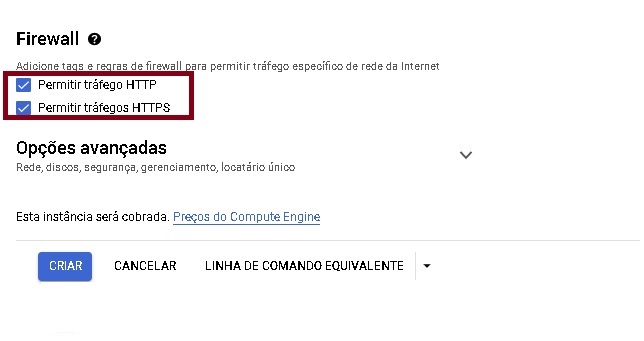 Firewall
Adicione tags e regras de firewall para permitir tráfego específico de rede da Internet
Permitir tráfego HTTP
Permitir tráfegos HTTPS
Opções avançadas
Rede, discos, segurança, gerenciamento, locatário único
Esta instância será cobrada. Preços do Compute Engine
CRIAR CANCELAR LINHA DE COMANDO EQUIVALENTE